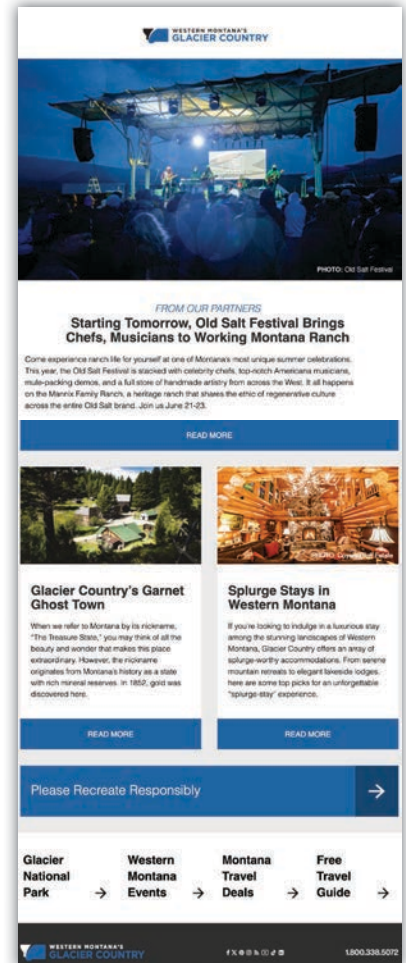 WESTERN MONTANA'S
GLACIER COUNTRY
PHOTO: Old Salt Festival
FROM OUR PARTNERS
Starting Tomorrow, Old Salt Festival Brings
Chefs, Musicians to Working Montana Ranch
Come experience ranch life for yourself at one of Montana's most unique summer celebrations.
This year, the Old Salt Festival is stacked with celebrity chefs, top-notch Americana musicians,
mule-packing demos, and a full store of handmade artistry from across the West. It all happens
on the Mannix Family Ranch, a heritage ranch that shares the ethic of regenerative culture
across the entire Old Salt brand. Join us June 21-23.
READ MORE
Glacier Country's Garnet
Ghost Town
When we refer to Montana by its nickname,
"The Treasure State," you may think of all the
beauty and wonder that makes this place
extraordinary. However, the nickname
originates from Montana's history as a state
with rich mineral reserves. In 1852, gold was
discovered here.
READ MORE
PHOTO:
Splurge Stays in
Western Montana
If you're looking to indulge in a luxurious stay
among the stunning landscapes of Western
Montana, Glacier Country offers an array of
splurge-worthy accommodations. From serene
mountain retreats to elegant lakeside lodges,
here are some top picks for an unforgettable
"splurge-stay" experience.
READ MORE
Please Recreate Responsibly
Glacier
National
Park
Western
Montana
Events
Montana
Travel
Deals
Free
Travel
Guide
WESTERN MONTANA'S
GLACIER COUNTRY
1.800.338.5072